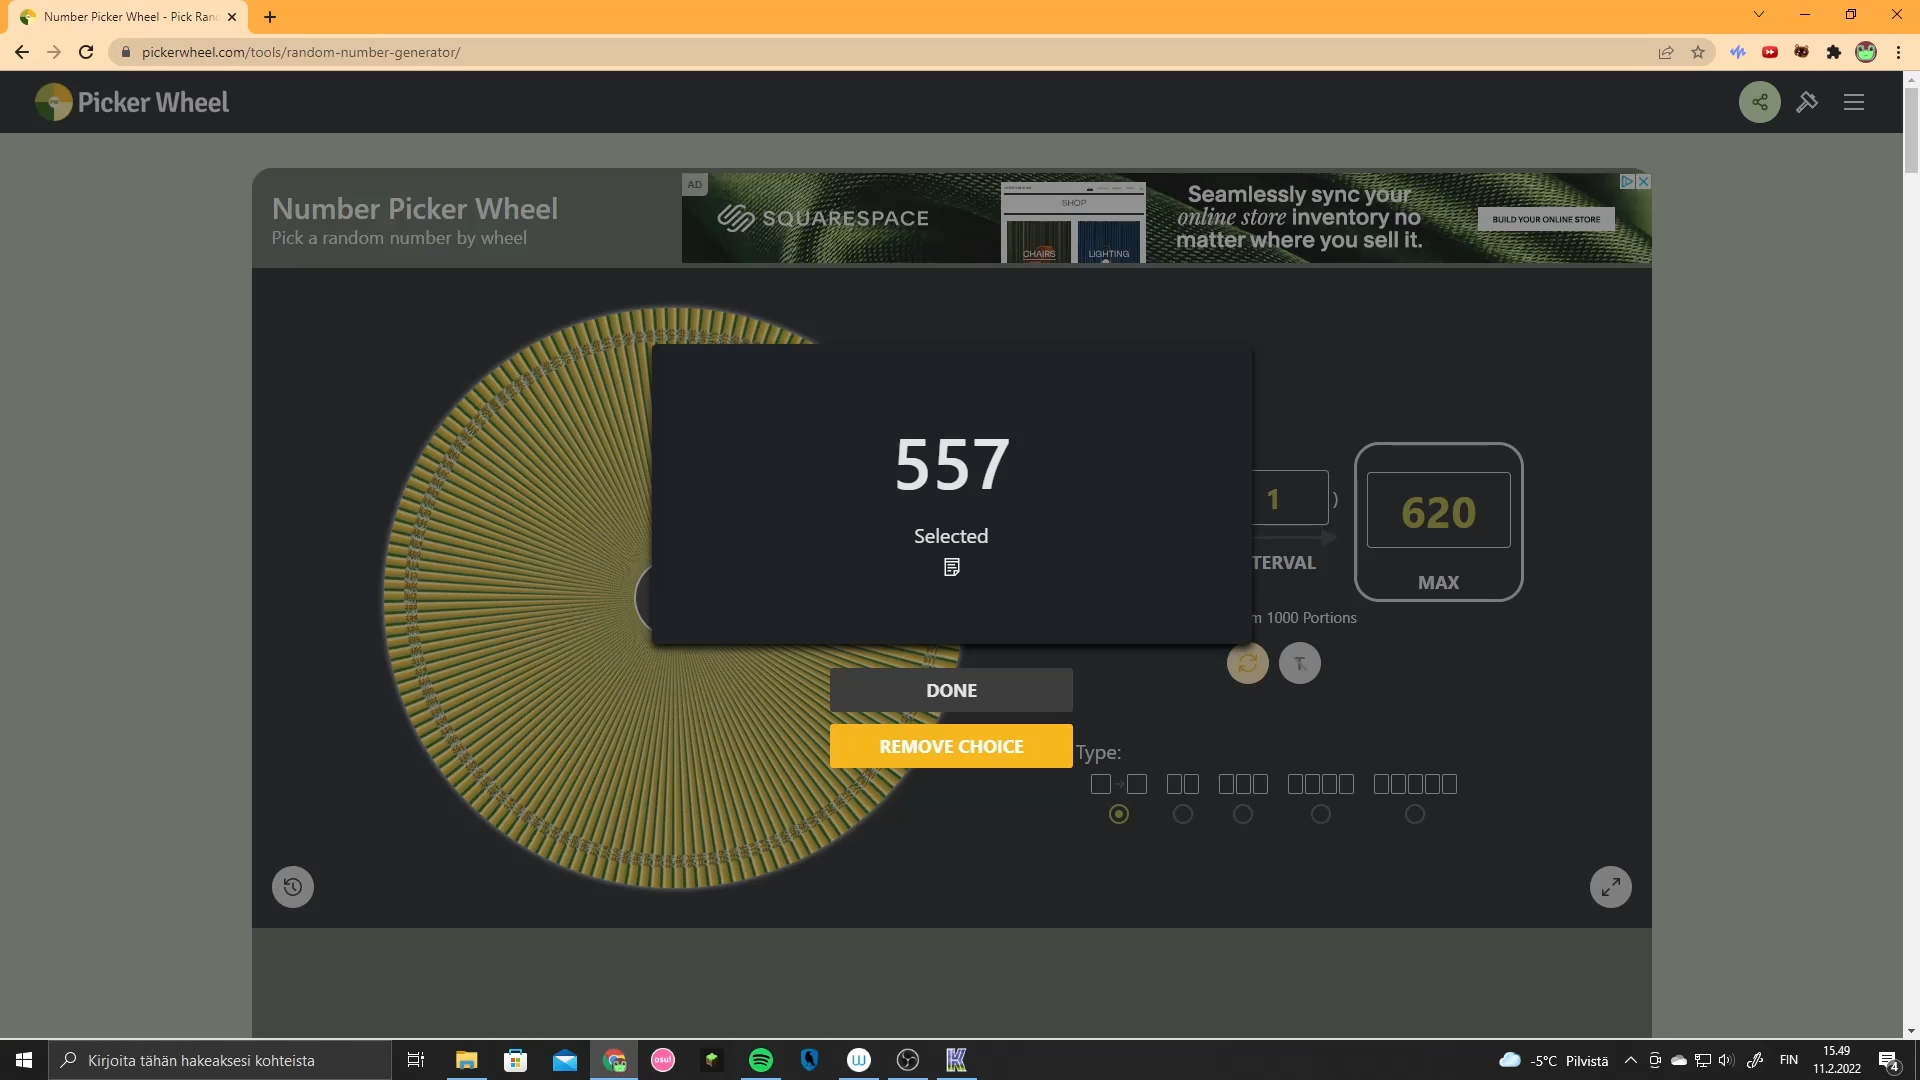 Number Picker Wheel - Pick Ran
pickerwheel.com/tools/random-number-generator/
Picker Wheel
Number Picker Wheel
Pick a random number by wheel
AD
SQUARESPACE
SHOP
CHAIRS
LIGHTING
Seamlessly sync your
online store inventory no
matter where you sell it.
BUILD YOUR ONLINE STORE
557
Selected
1 )
TERVAL
620
MAX
m 1000 Portions
DONE
REMOVE CHOICE
Type:
Kirjoita tähän hakeaksesi kohteista
osu!
-5°C Pilvistä
FIN
15.49
11.2.2022
4